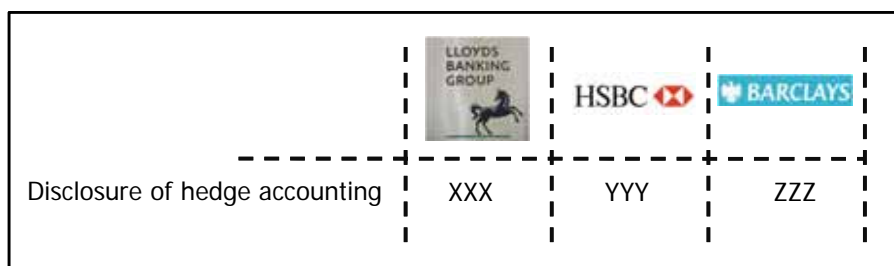 LLOYDS
BANKING
GROUP
HSBC
BARCLAYS
Disclosure of hedge accounting XXX YYY ZZZ